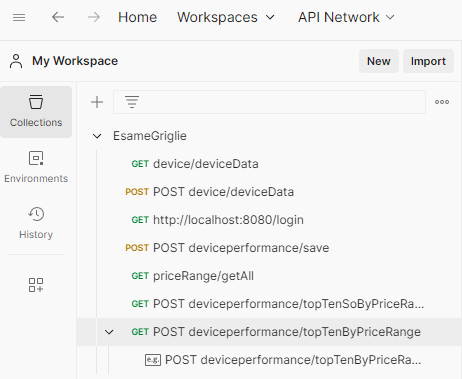 Home Workspaces API Network
My Workspace New Import
Collections
EsameGriglie
GET device/deviceData
POST POST device/deviceData
Environments
GET http://localhost:8080/login
History
POST POST deviceperformance/save
GET priceRange/getAll
GET POST deviceperformance/topTenSoByPriceRa...
GET POST deviceperformance/topTenByPriceRange
e.g. POST deviceperformance/topTenByPriceRa...